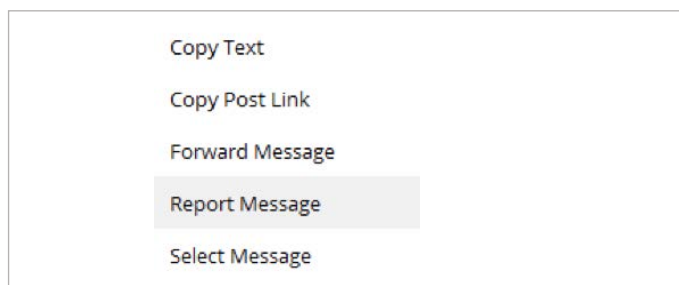 Copy Text
Copy Post Link
Forward Message
Report Message
Select Message